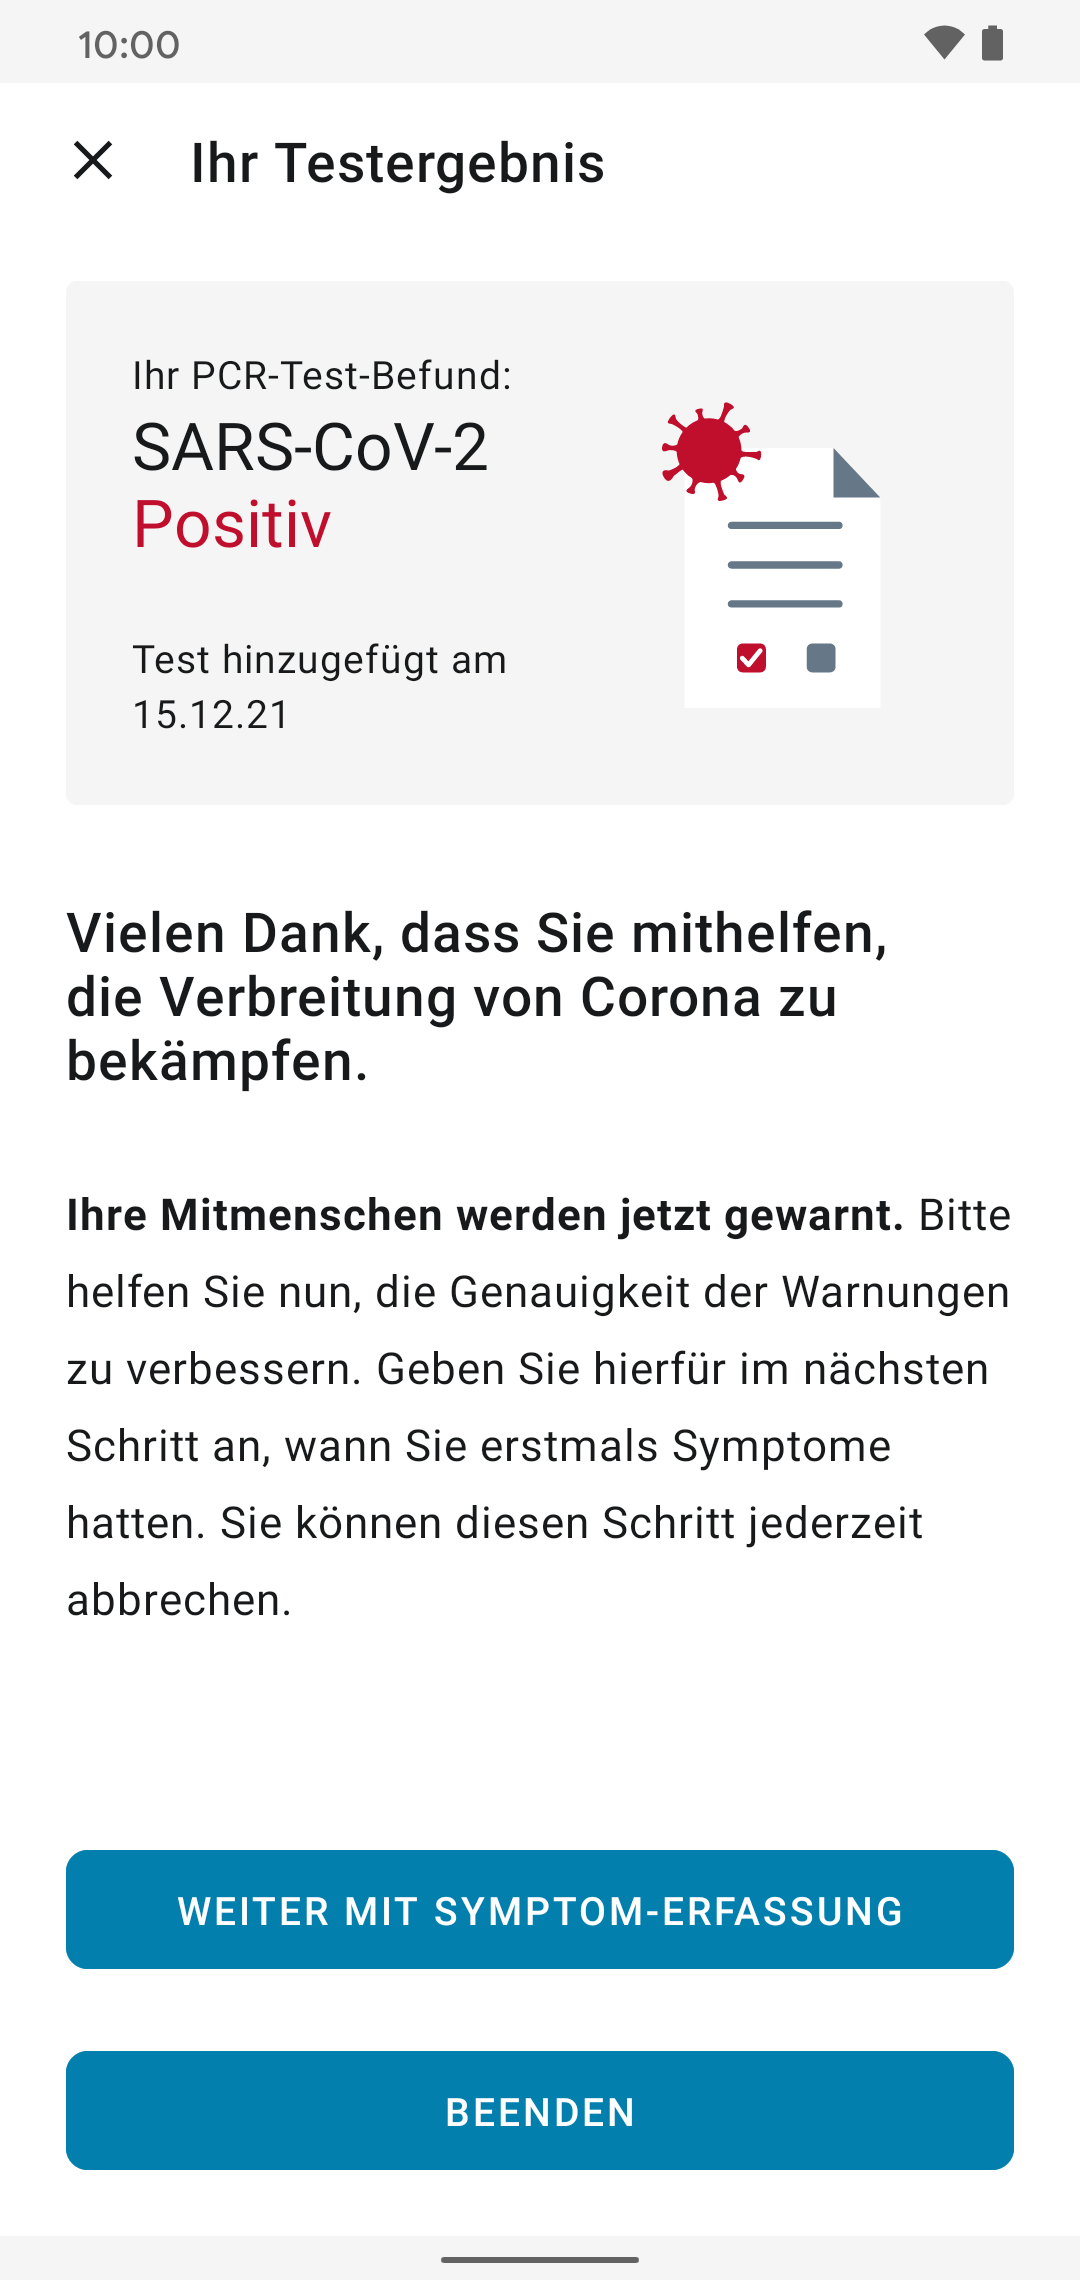 10:00
Ihr Testergebnis
Ihr PCR-Test-Befund:
SARS-CoV-2
Positiv
Test hinzugefügt am
15.12.21
Vielen Dank, dass Sie mithelfen,
die Verbreitung von Corona zu
bekämpfen.
Ihre Mitmenschen werden jetzt gewarnt. Bitte
helfen Sie nun, die Genauigkeit der Warnungen
zu verbessern. Geben Sie hierfür im nächsten
Schritt an, wann Sie erstmals Symptome
hatten. Sie können diesen Schritt jederzeit
abbrechen.
WEITER MIT SYMPTOM-ERFASSUNG
BEENDEN